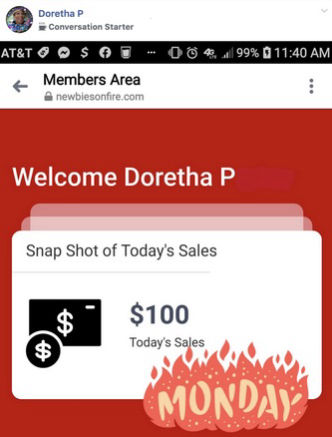 Doretha P
Conversation Starter
AT&T 99% 11:40 AM
Members Area
newbiesonfire.com
Welcome Doretha P
Snap Shot of Today's Sales
$100
Today's Sales
MONDAY